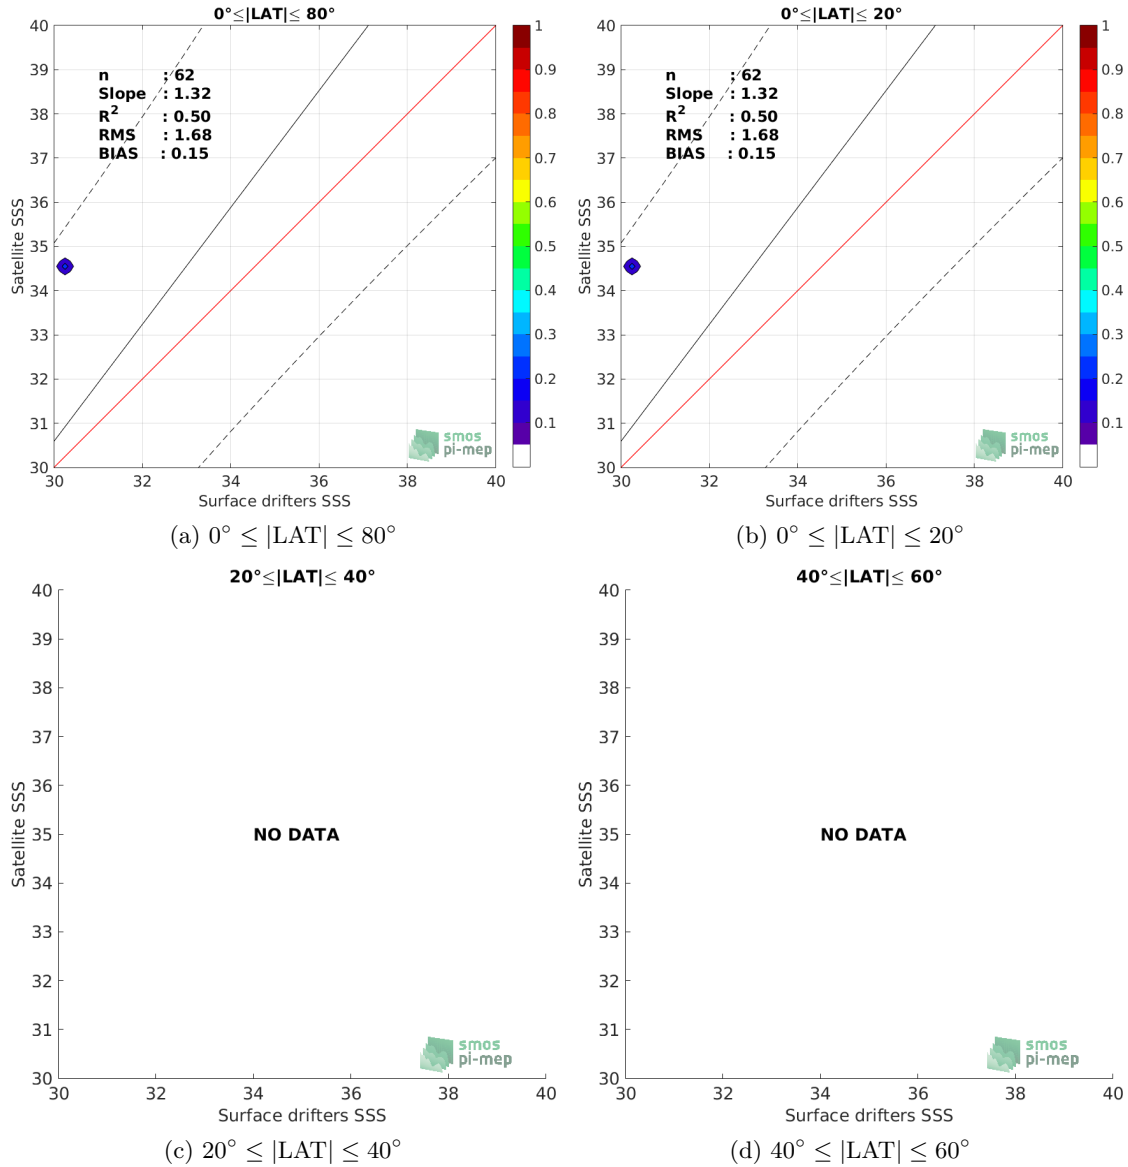 0°≤|LAT|≤ 80°
n : 62
Slope : 1.32
R² : 0.50
RMS : 1.68
BIAS : 0.15
40
39
38
37
36
35
34
33
32
31
30
30 32 34 36 38 40
Satellite SSS
Surface drifters SSS
smos
pi-mep
1
0.9
0.8
0.7
0.6
0.5
0.4
0.3
0.2
0.1
(a) 0° ≤ |LAT| ≤ 80°
0°≤|LAT|≤ 20°
n : 62
Slope : 1.32
R² : 0.50
RMS : 1.68
BIAS : 0.15
40
39
38
37
36
35
34
33
32
31
30
30 32 34 36 38 40
Satellite SSS
Surface drifters SSS
smos
pi-mep
1
0.9
0.8
0.7
0.6
0.5
0.4
0.3
0.2
0.1
(b) 0° ≤ |LAT| ≤ 20°
20°≤|LAT|≤ 40°
40
39
38
37
36
35
34
33
32
31
30
30 32 34 36 38 40
Satellite SSS
NO DATA
Surface drifters SSS
smos
pi-mep
(c) 20° ≤ |LAT| ≤ 40°
40°≤|LAT|≤ 60°
40
39
38
37
36
35
34
33
32
31
30
30 32 34 36 38 40
Satellite SSS
NO DATA
Surface drifters SSS
smos
pi-mep
(d) 40° ≤ |LAT| ≤ 60°